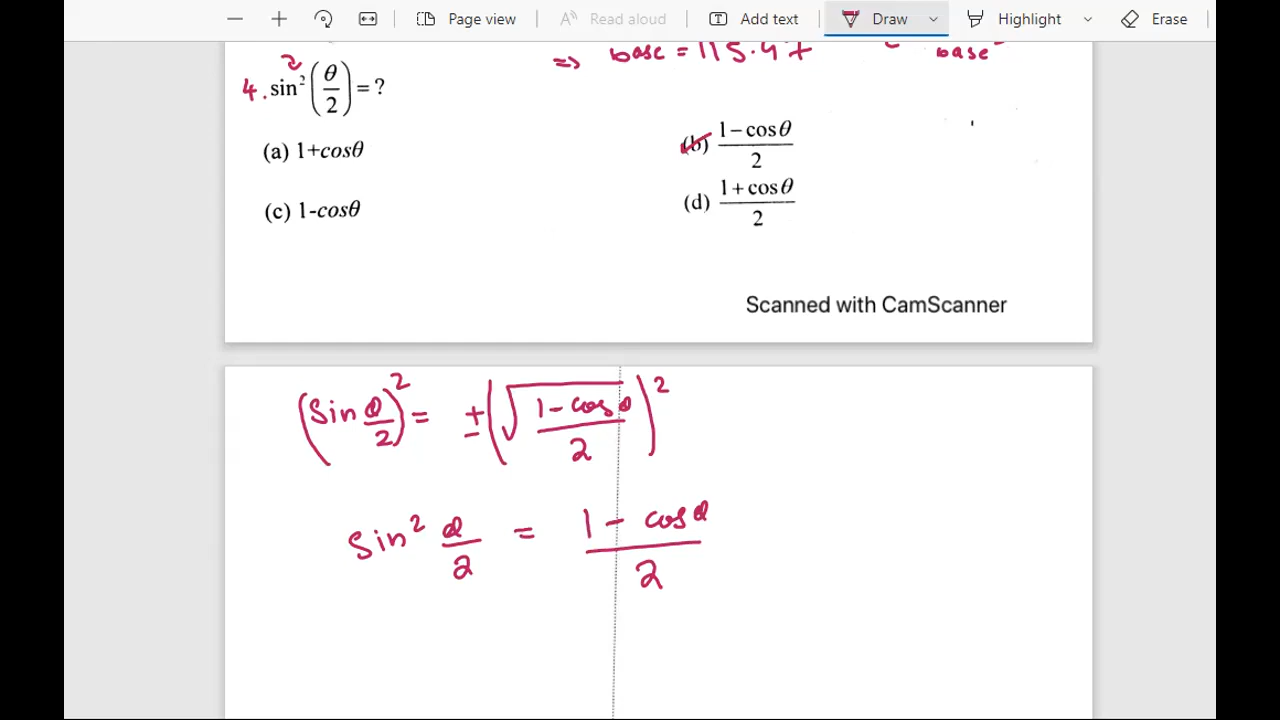 Page view Read aloud Add text Draw Highlight Erase
⇒ base = 115.47 base
2
4. sin² (θ/2) = ?
(a) 1+cosθ
(b) (1−cosθ)/2
(c) 1-cosθ
(d) (1+cosθ)/2
Scanned with CamScanner
(sin θ/2)² = ±(√(1−cosθ)/2)²
sin² θ/2 = (1−cosθ)/2